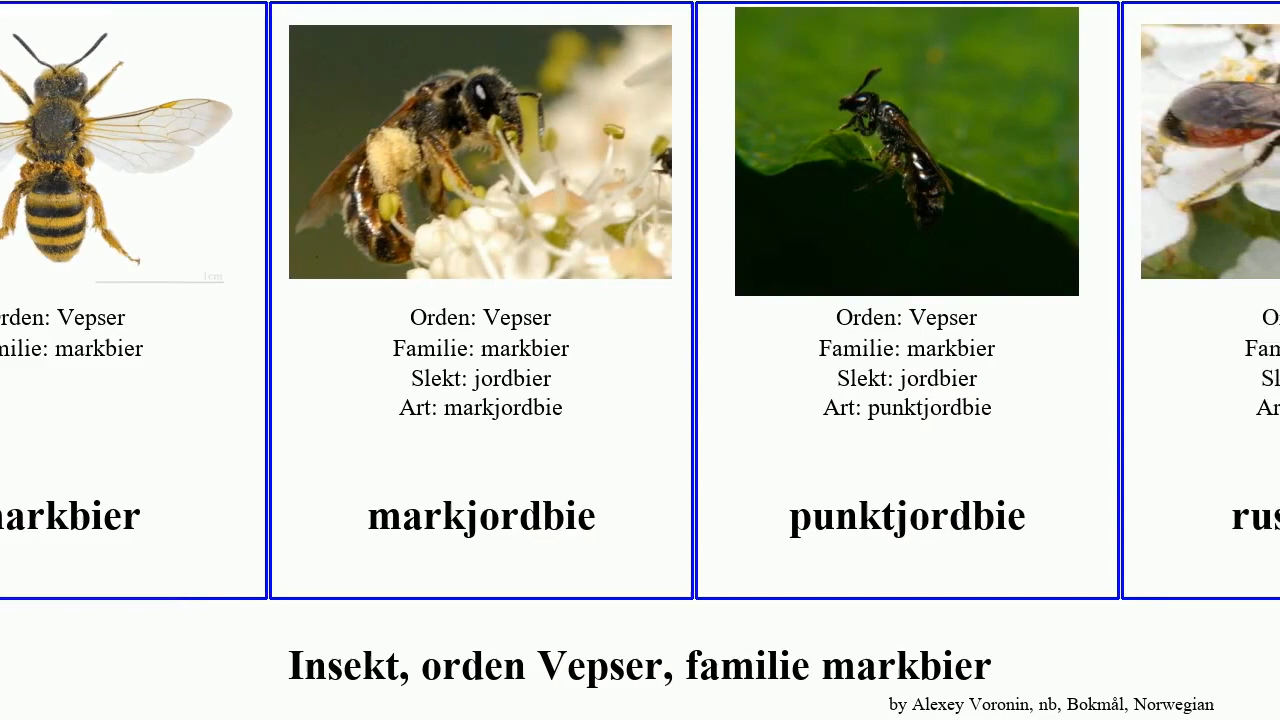 1cm
rden: Vepser
milie: markbier
arkbier
Orden: Vepser
Familie: markbier
Slekt: jordbier
Art: markjordbie
markjordbie
Orden: Vepser
Familie: markbier
Slekt: jordbier
Art: punktjordbie
punktjordbie
O
Fam
Sl
Ar
rus
Insekt, orden Vepser, familie markbier
by Alexey Voronin, nb, Bokmål, Norwegian